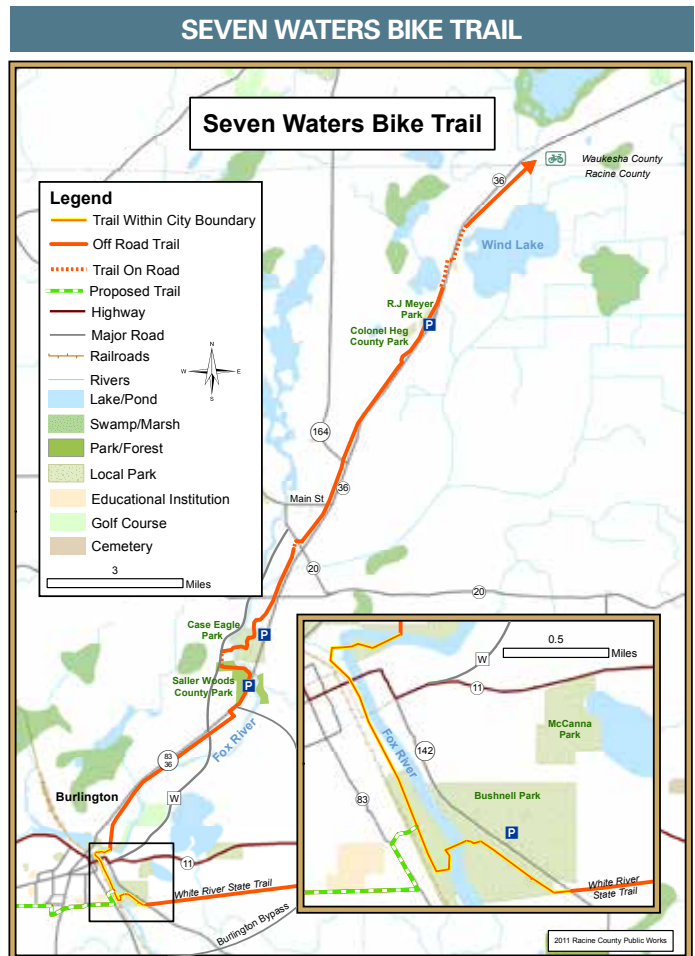 SEVEN WATERS BIKE TRAIL
Seven Waters Bike Trail
Waukesha County
Racine County
36
Wind Lake
Legend
Trail Within City Boundary
Off Road Trail
Trail On Road
Proposed Trail
Highway
Major Road
Railroads
Rivers
Lake/Pond
Swamp/Marsh
Park/Forest
Local Park
Educational Institution
Golf Course
Cemetery
3
Miles
N
W
E
S
R.J Meyer
Park
Colonel Heg
County Park
P
164
36
Main St
20
20
Case Eagle
Park
P
Saller Woods
County Park
P
Fox River
83
36
Burlington
W
11
White River State Trail
Burlington Bypass
0.5
Miles
W
11
McCanna
Park
Fox River
142
83
Bushnell Park
P
White River
State Trail
2011 Racine County Public Works